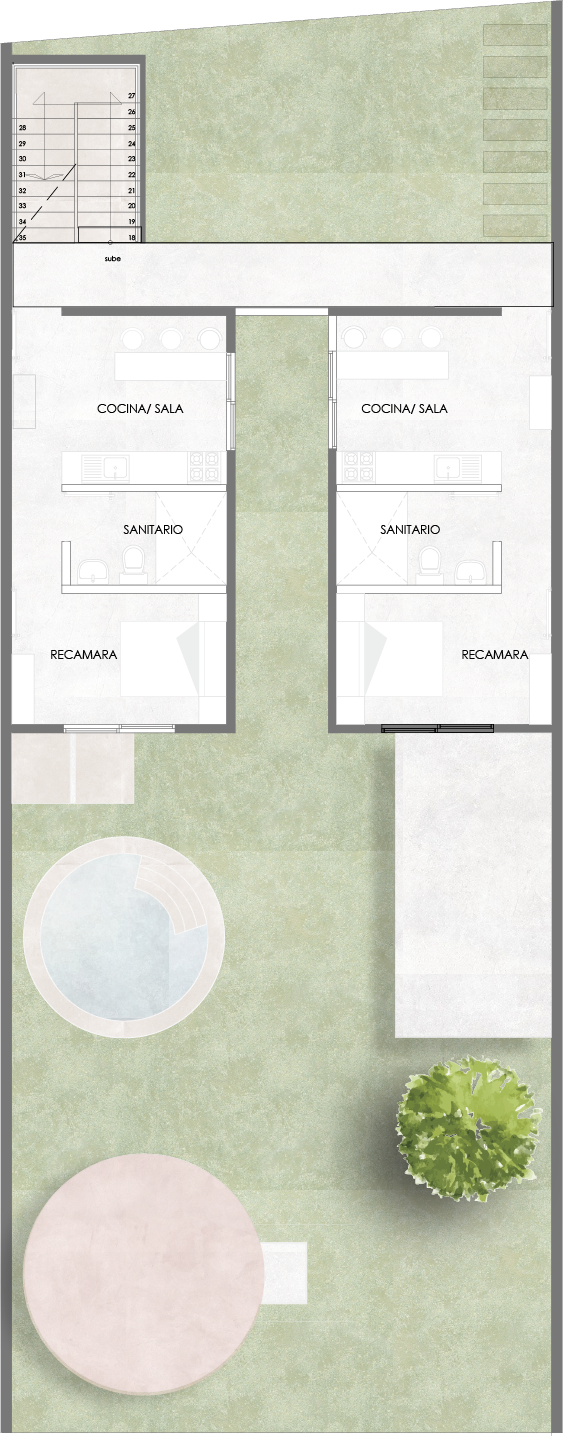 27
26
28 25
29 24
30 23
31 22
32 21
33 20
34 19
35 18
sube
COCINA/ SALA COCINA/ SALA
SANITARIO SANITARIO
RECAMARA RECAMARA